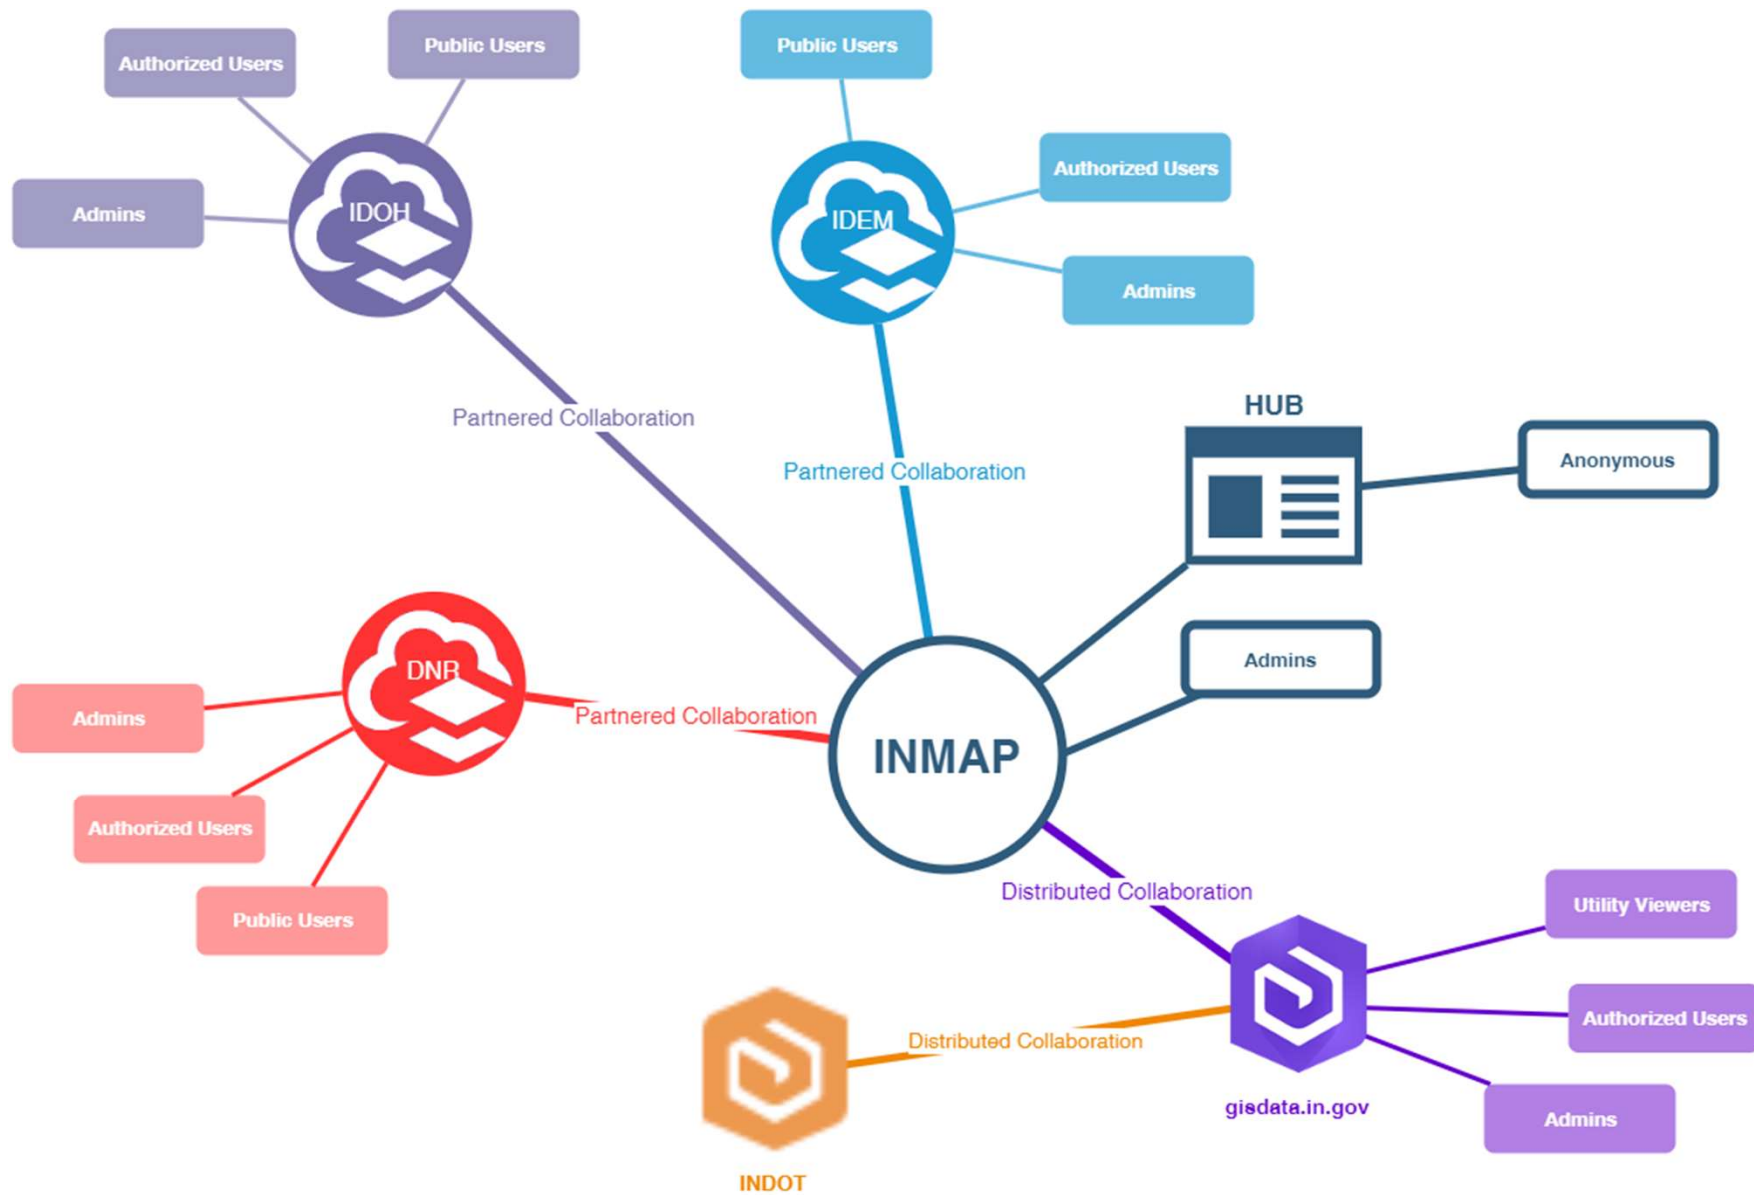 Public Users
Public Users
Authorized Users
Authorized Users
Admins
IDOH
IDEM
Admins
HUB
Partnered Collaboration
Anonymous
Partnered Collaboration
Admins
DNR
Admins
Partnered Collaboration
INMAP
Authorized Users
Distributed Collaboration
Utility Viewers
Public Users
Authorized Users
Distributed Collaboration
gisdata.in.gov
Admins
INDOT